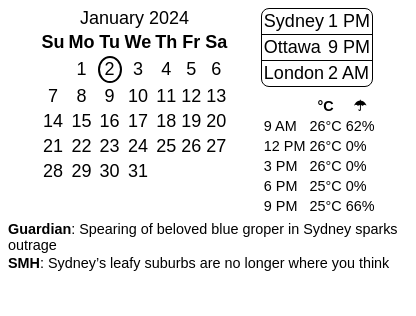 January 2024
Su Mo Tu We Th Fr Sa
1 2 3 4 5 6
7 8 9 10 11 12 13
14 15 16 17 18 19 20
21 22 23 24 25 26 27
28 29 30 31
Sydney 1 PM
Ottawa 9 PM
London 2 AM
°C ☂
9 AM 26°C 62%
12 PM 26°C 0%
3 PM 26°C 0%
6 PM 25°C 0%
9 PM 25°C 66%
Guardian: Spearing of beloved blue groper in Sydney sparks
outrage
SMH: Sydney’s leafy suburbs are no longer where you think